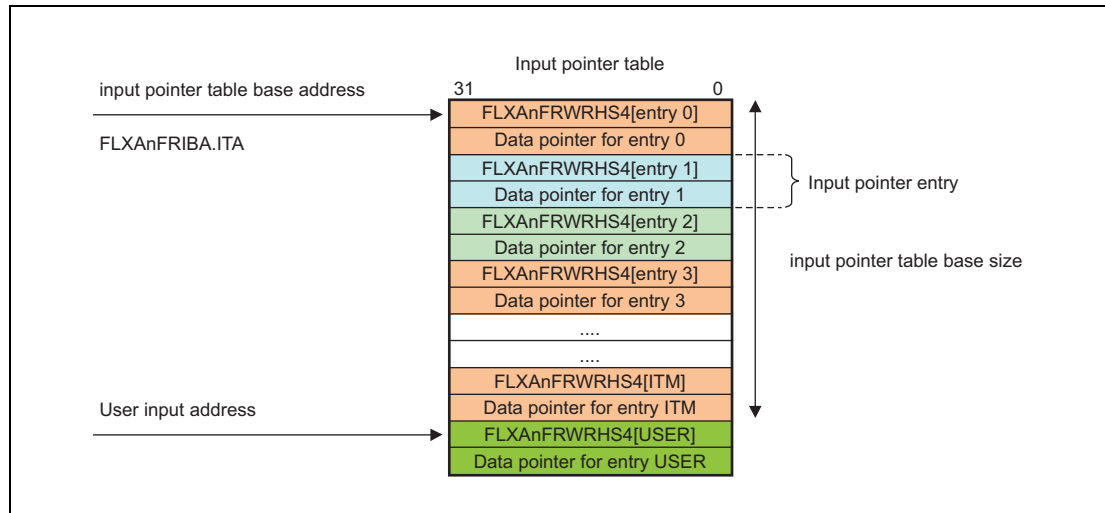 Input pointer table
31 0
input pointer table base address
FLXAnFRIBA.ITA
FLXAnFRWRHS4[entry 0]
Data pointer for entry 0
FLXAnFRWRHS4[entry 1]
Data pointer for entry 1
Input pointer entry
FLXAnFRWRHS4[entry 2]
Data pointer for entry 2
input pointer table base size
FLXAnFRWRHS4[entry 3]
Data pointer for entry 3
....
....
FLXAnFRWRHS4[ITM]
Data pointer for entry ITM
User input address
FLXAnFRWRHS4[USER]
Data pointer for entry USER